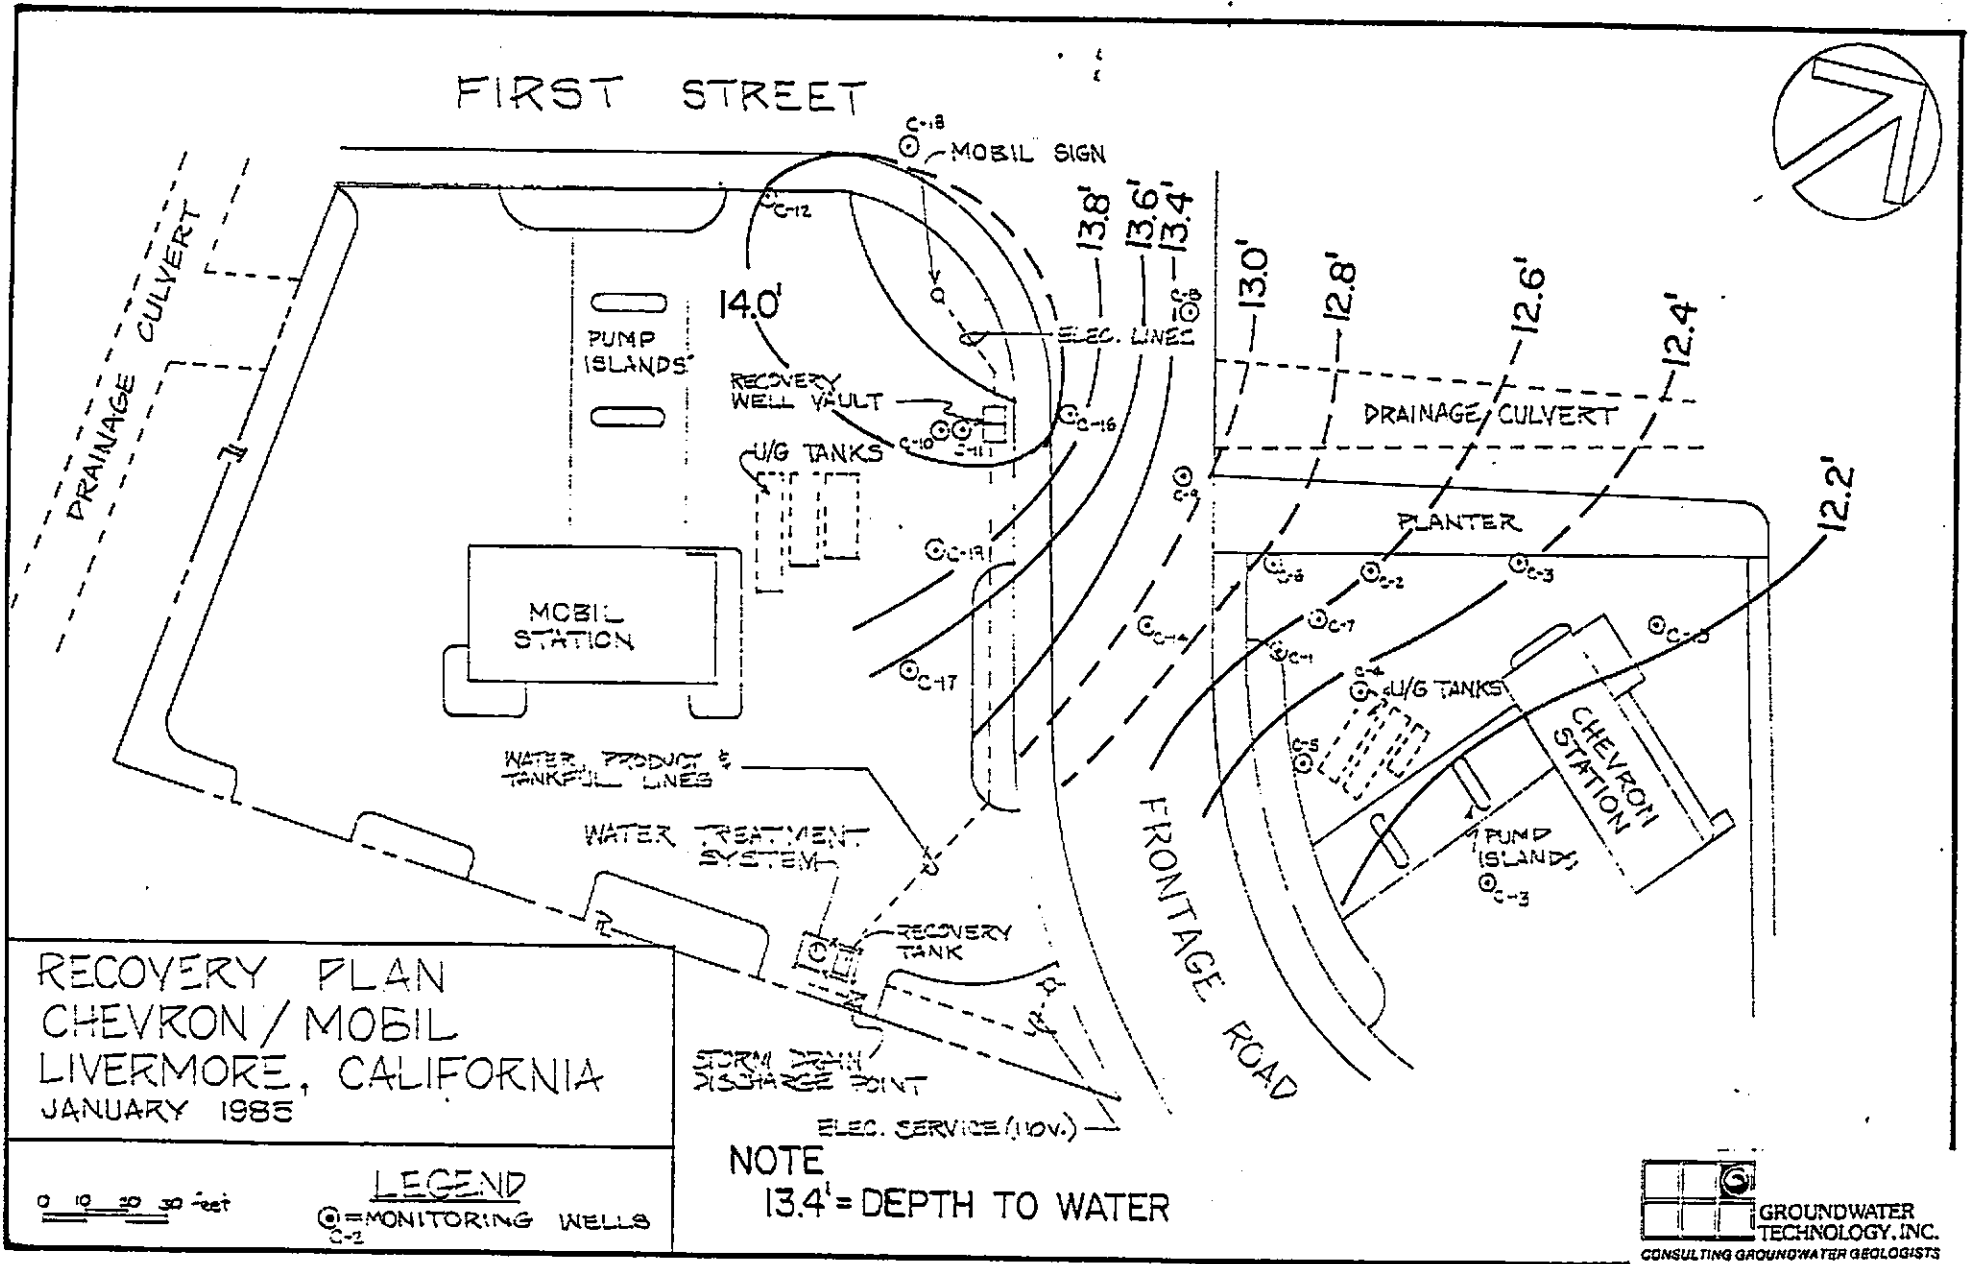 FIRST STREET
C-18
MOBIL SIGN
C-12
13.8'
13.6'
13.4'
13.0'
12.8'
12.6'
12.4'
12.2'
14.0'
DRAINAGE CULVERT
PUMP
ISLANDS
ELEC. LINES
RECOVERY
WELL VAULT
C-10
C-11
C-16
U/G TANKS
DRAINAGE CULVERT
C-9
PLANTER
C-19
C-6
C-2
C-3
MOBIL
STATION
C-14
C-7
C-1
C-17
C-4
U/G TANKS
C-5
CHEVRON
STATION
WATER, PRODUCT &
TANKFULL LINES
WATER TREATMENT
SYSTEM
PUMP
ISLANDS
C-3
FRONTAGE ROAD
RECOVERY
TANK
STORM DRAIN
DISCHARGE POINT
ELEC. SERVICE (110V.)
RECOVERY PLAN
CHEVRON / MOBIL
LIVERMORE, CALIFORNIA
JANUARY 1985
0 10 20 30 feet
LEGEND
= MONITORING WELLS
C-2
NOTE
13.4' = DEPTH TO WATER
GROUNDWATER
TECHNOLOGY, INC.
CONSULTING GROUNDWATER GEOLOGISTS